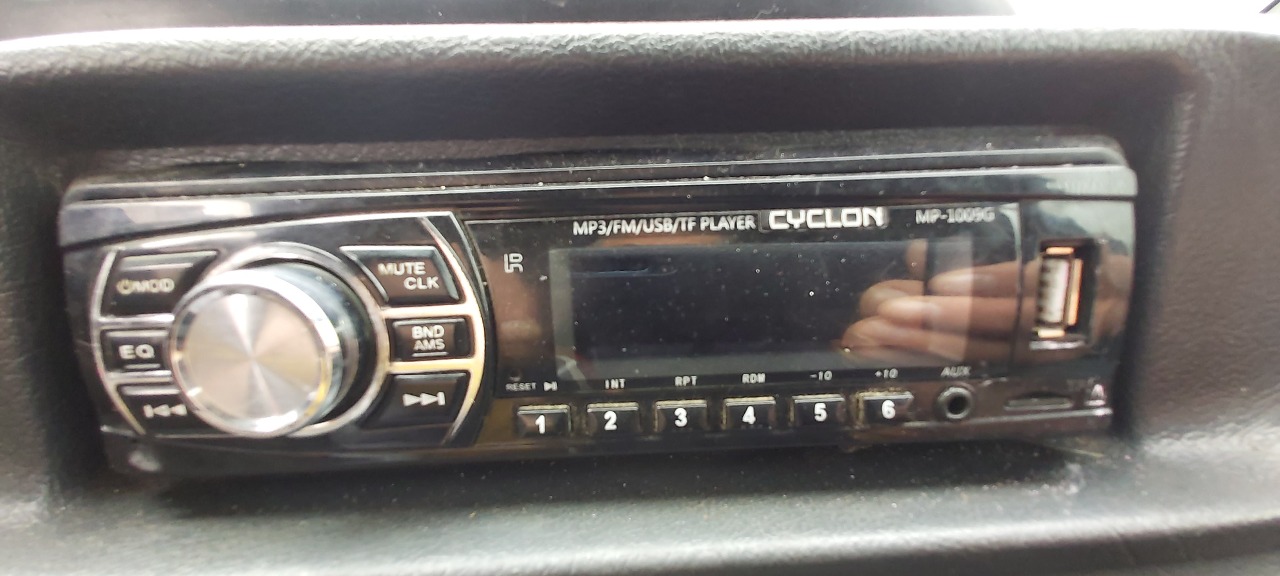 MP3/FM/USB/TF PLAYER CYCLON MP-1009G
MOD
MUTE
CLK
EQ
BND
AMS
RESET
INT
RPT
RDM
-10
+10
AUX
1
2
3
4
5
6